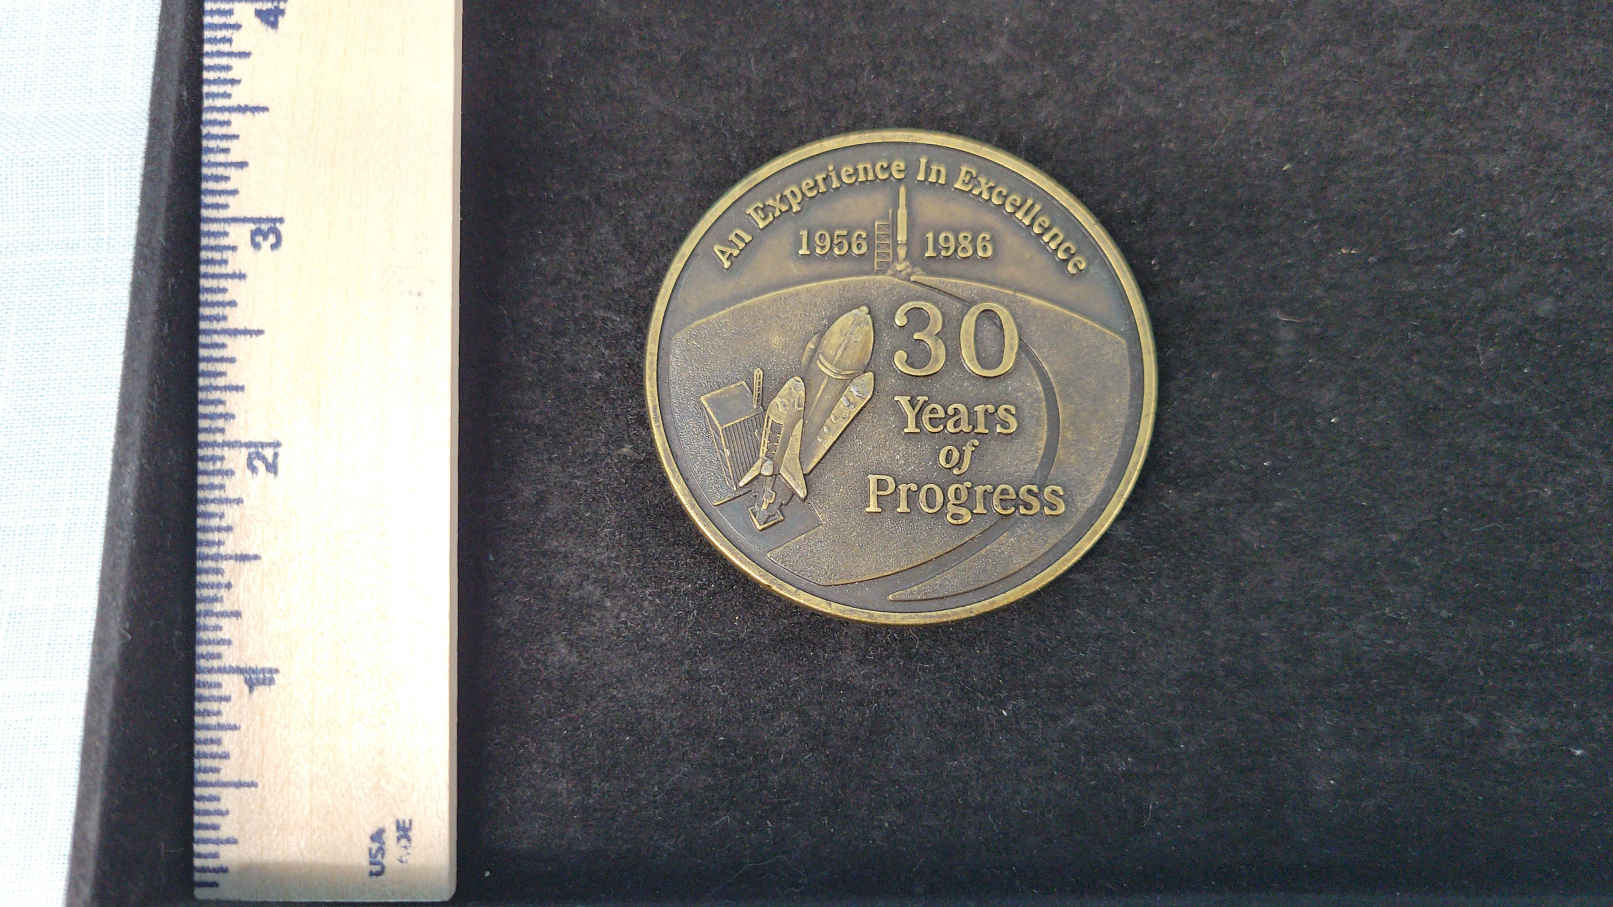 An Experience In Excellence
1956 1986
30
Years
of
Progress
4
3
2
1
USA